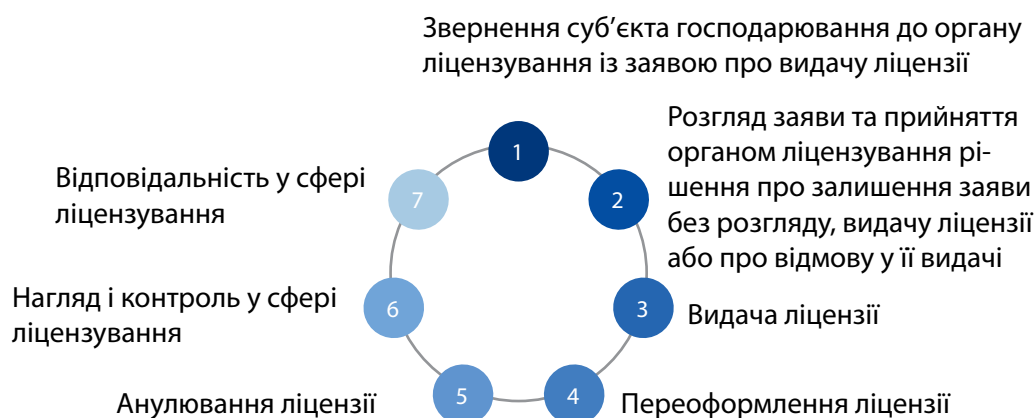 Звернення суб’єкта господарювання до органу
ліцензування із заявою про видачу ліцензії
1
Розгляд заяви та прийняття
органом ліцензування рі-
шення про залишення заяви
без розгляду, видачу ліцензії
або про відмову у її видачі
2
Видача ліцензії
3
Переоформлення ліцензії
4
Анулювання ліцензії
5
Нагляд і контроль у сфері
ліцензування
6
Відповідальність у сфері
ліцензування
7